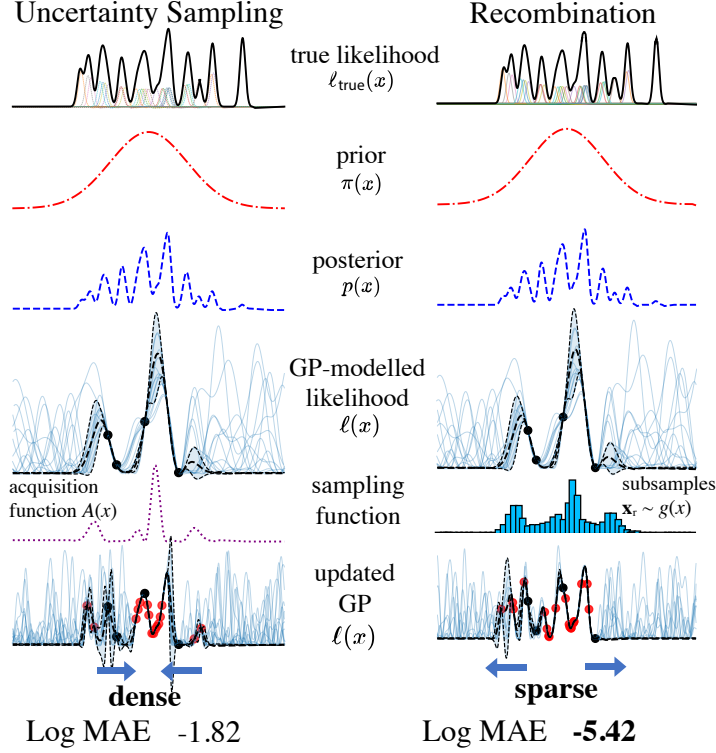 Uncertainty Sampling
Recombination
true likelihood
ℓtrue(x)
prior
π(x)
posterior
p(x)
GP-modelled
likelihood
ℓ(x)
acquisition
function A(x)
sampling
function
subsamples
xr ~ g(x)
updated
GP
ℓ(x)
dense
sparse
Log MAE -1.82
Log MAE -5.42